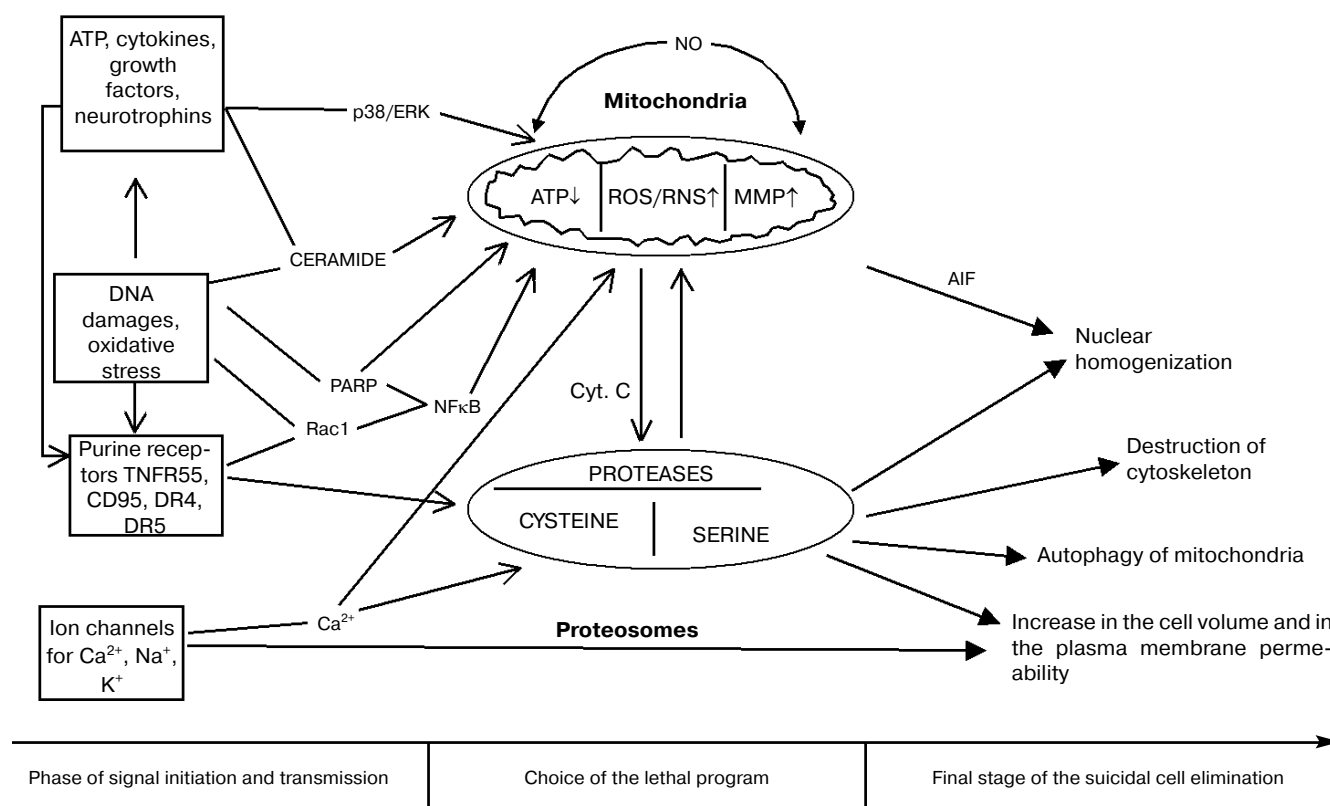 ATP, cytokines,
growth
factors,
neurotrophins
p38/ERK
NO
Mitochondria
ATP↓
ROS/RNS↑
MMP↑
CERAMIDE
DNA
damages,
oxidative
stress
PARP
NFκB
Rac1
Purine recep-
tors TNFR55,
CD95, DR4,
DR5
Cyt. C
PROTEASES
CYSTEINE
SERINE
AIF
Nuclear
homogenization
Destruction of
cytoskeleton
Autophagy of mitochondria
Increase in the cell volume and in
the plasma membrane perme-
ability
Ion channels
for Ca²⁺, Na⁺,
K⁺
Ca²⁺
Proteosomes
Phase of signal initiation and transmission
Choice of the lethal program
Final stage of the suicidal cell elimination